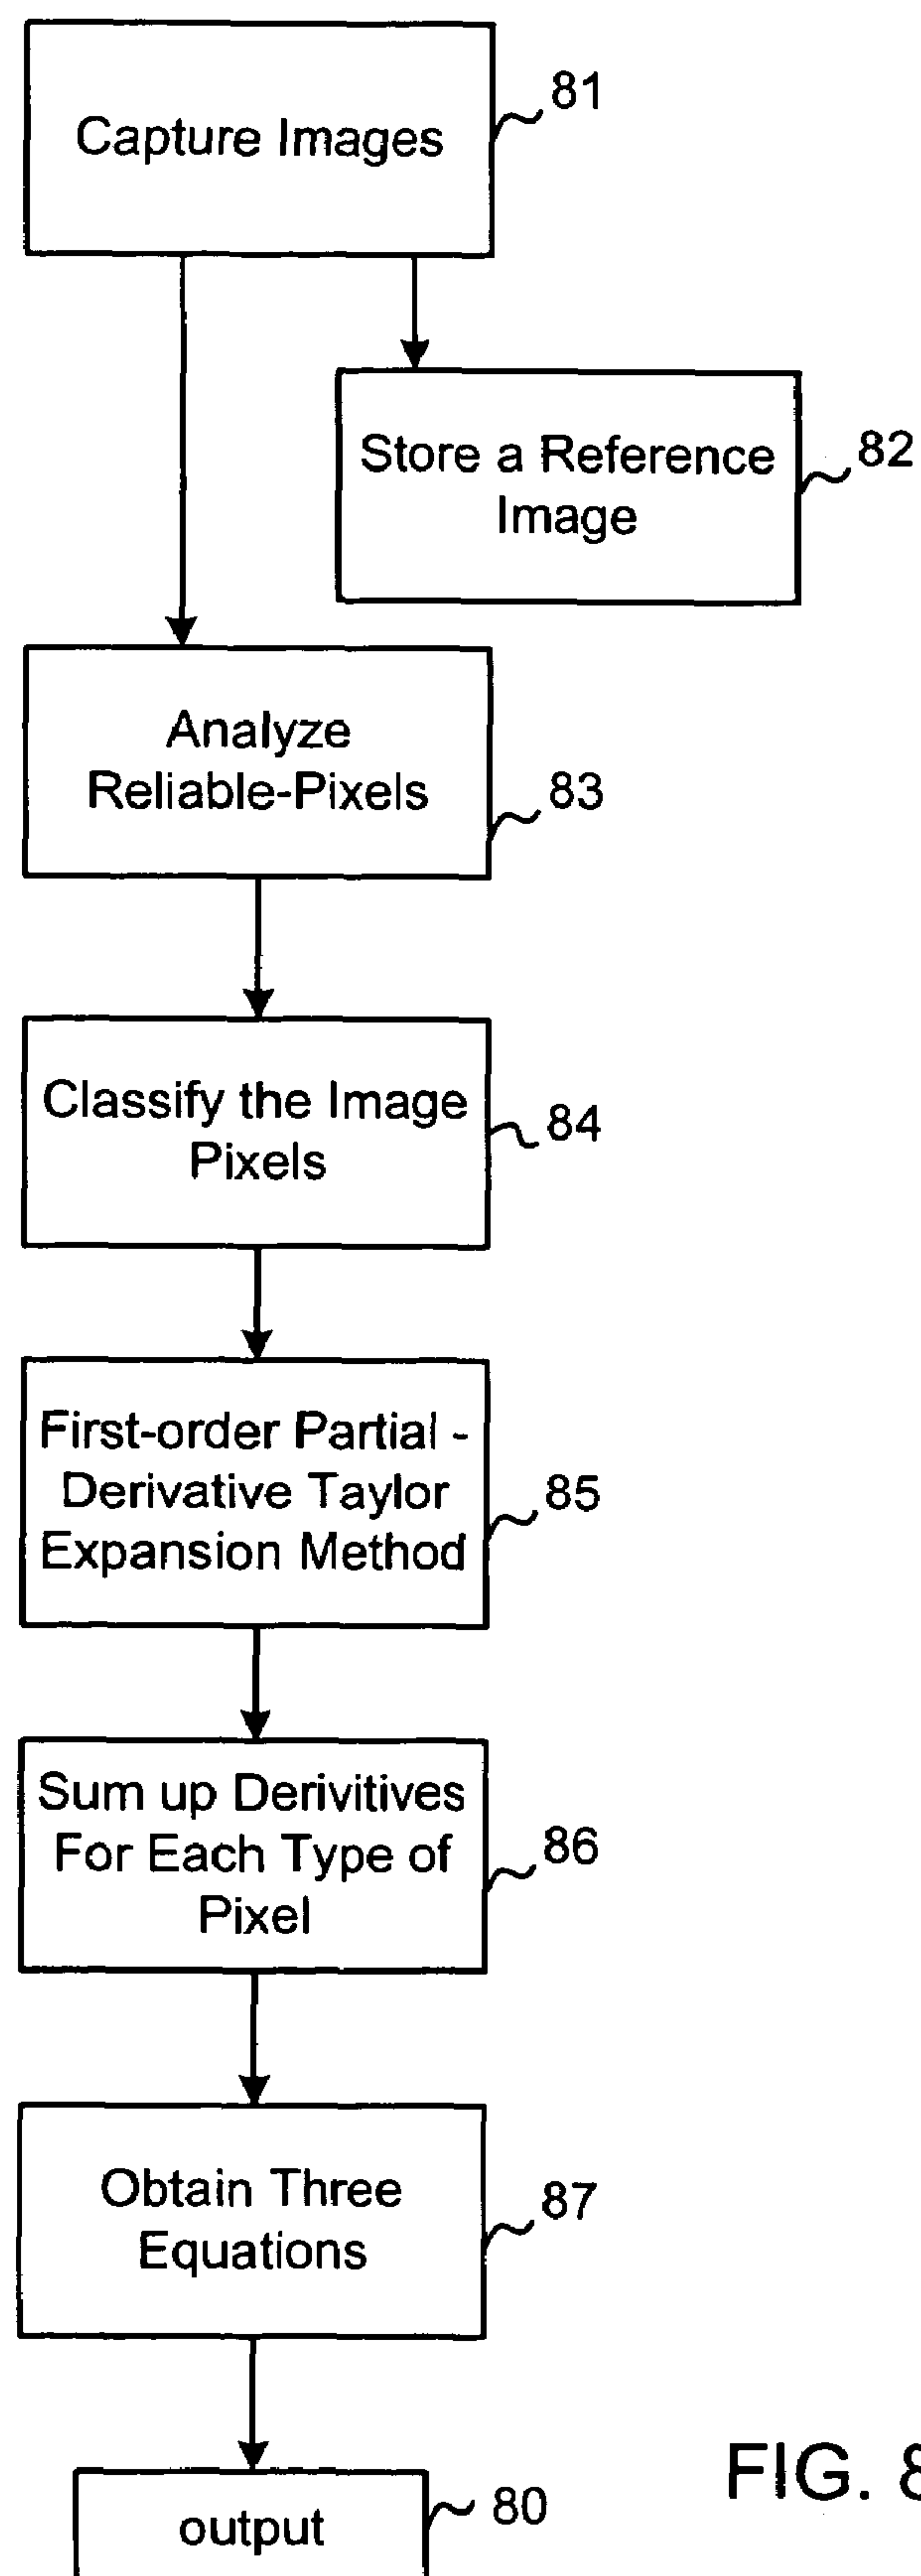 Capture Images
81
Store a Reference
Image
82
Analyze
Reliable-Pixels
83
Classify the Image
Pixels
84
First-order Partial -
Derivative Taylor
Expansion Method
85
Sum up Derivitives
For Each Type of
Pixel
86
Obtain Three
Equations
87
output
80
FIG. 8